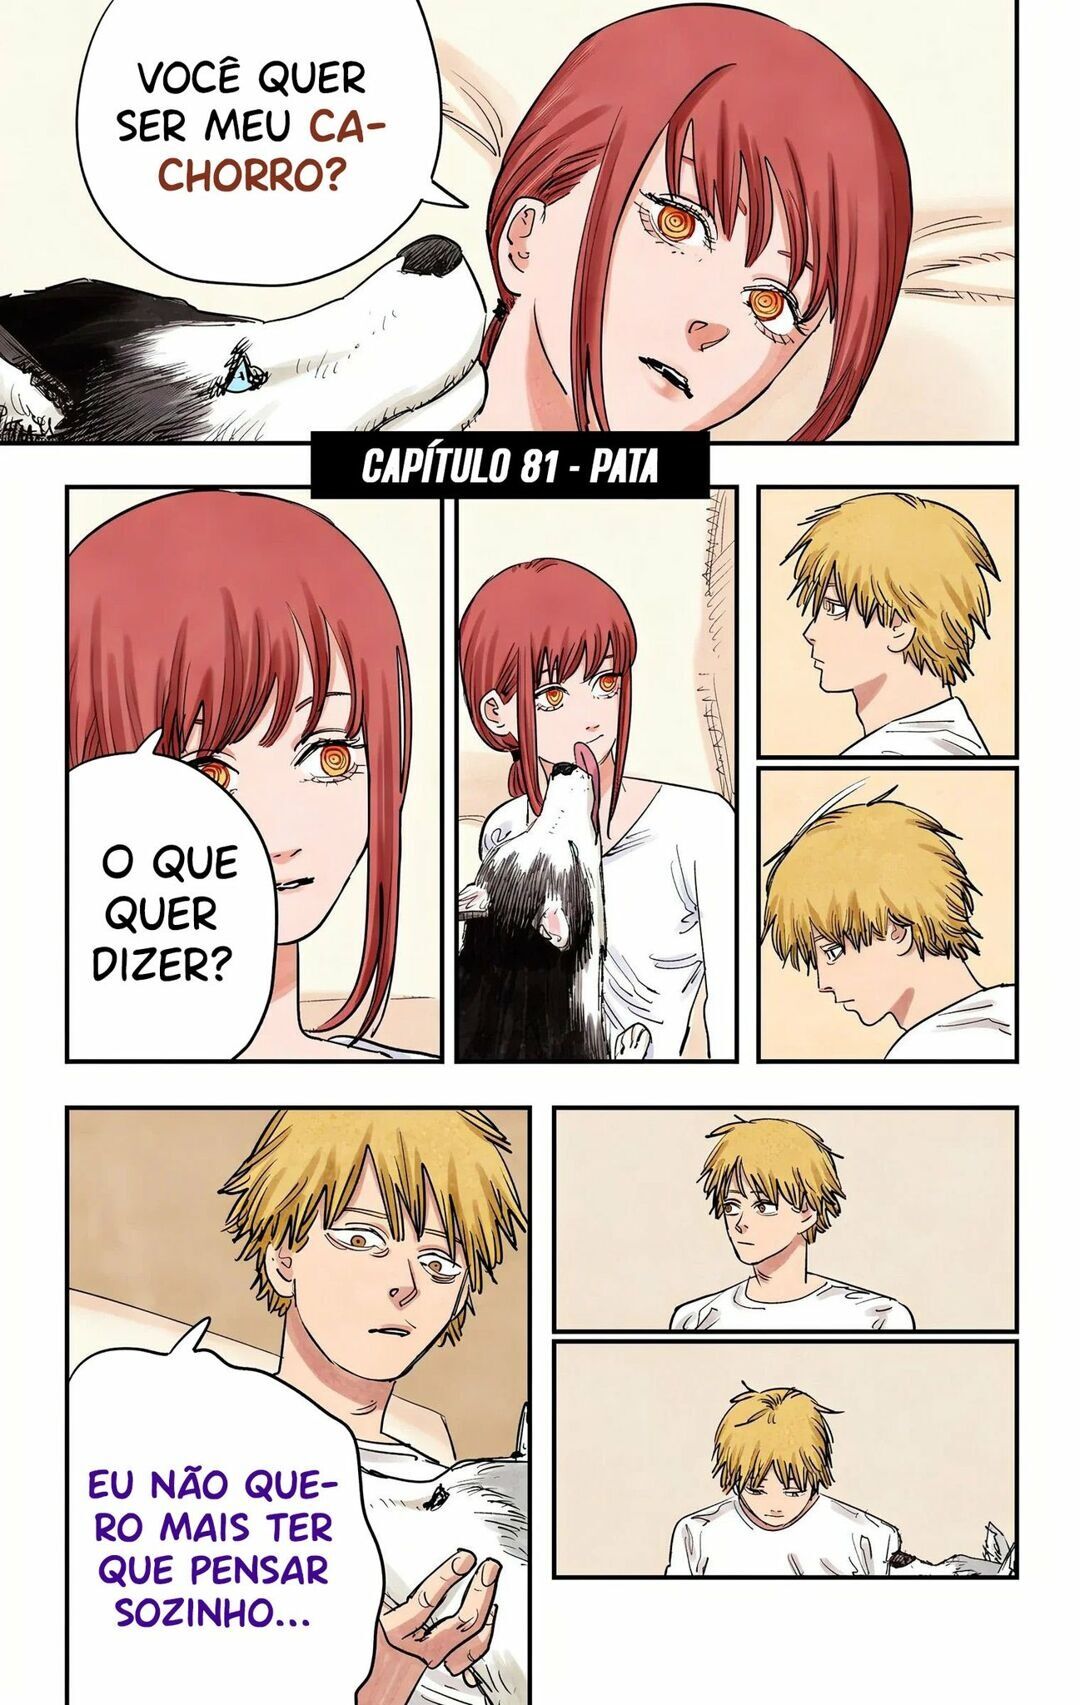 VOCÊ QUER
SER MEU CA-
CHORRO?
CAPÍTULO 81 - PATA
O QUE
QUER
DIZER?
EU NÃO QUE-
RO MAIS TER
QUE PENSAR
SOZINHO...